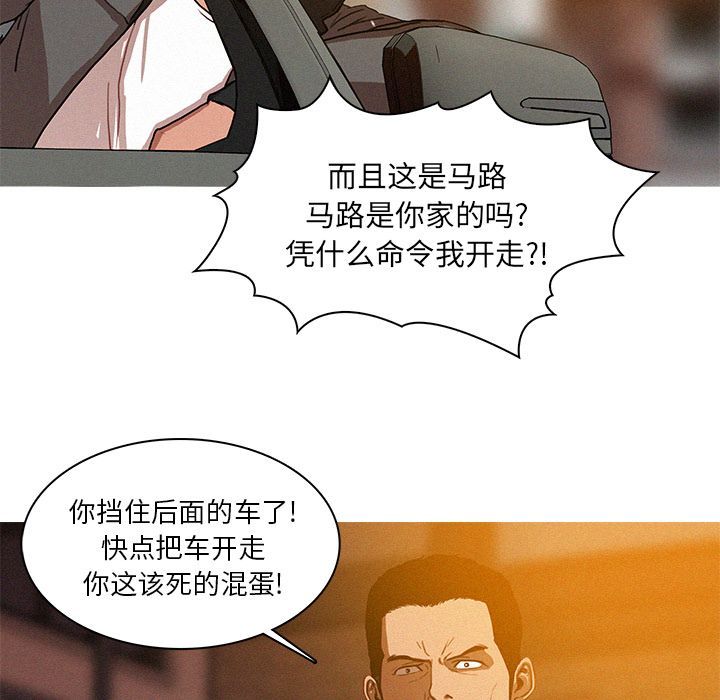 而且这是马路
马路是你家的吗?
凭什么命令我开走?!
你挡住后面的车了!
快点把车开走
你这该死的混蛋!